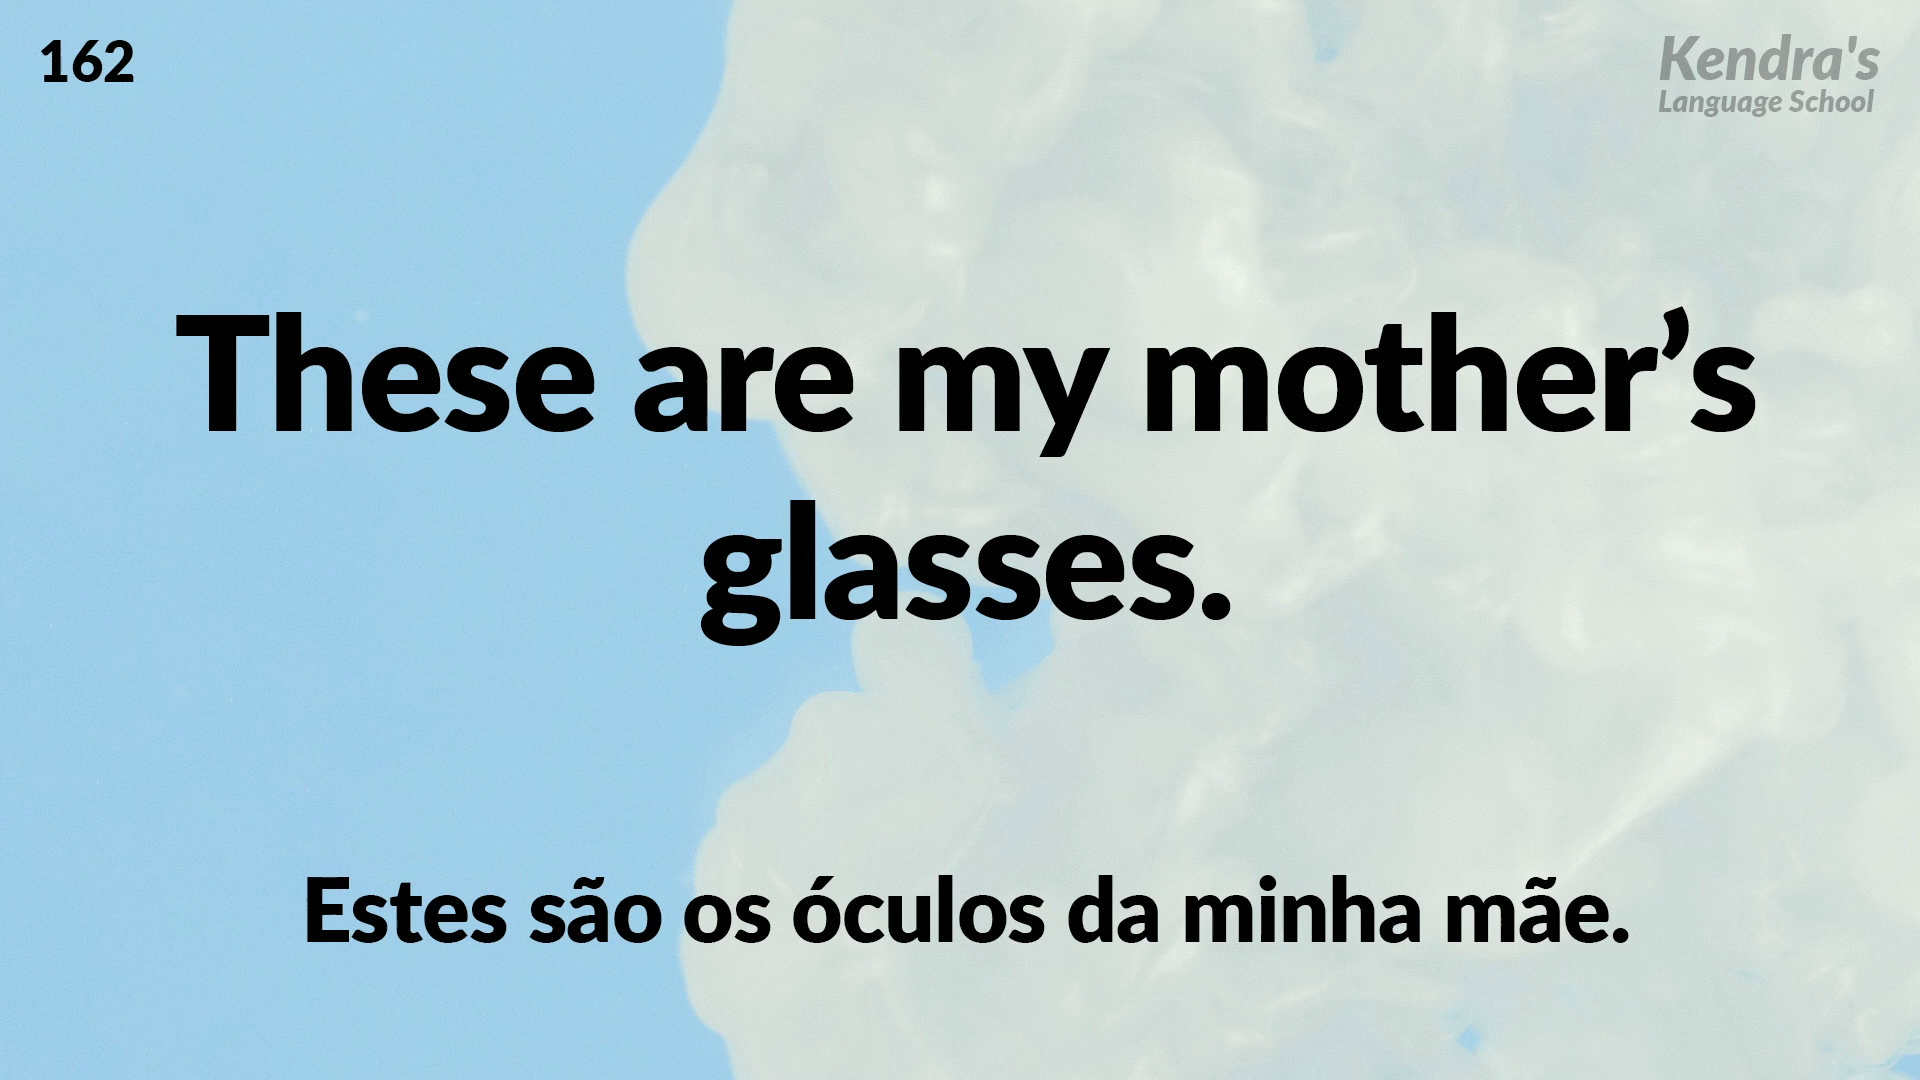 162
Kendra's
Language School
These are my mother’s
glasses.
Estes são os óculos da minha mãe.